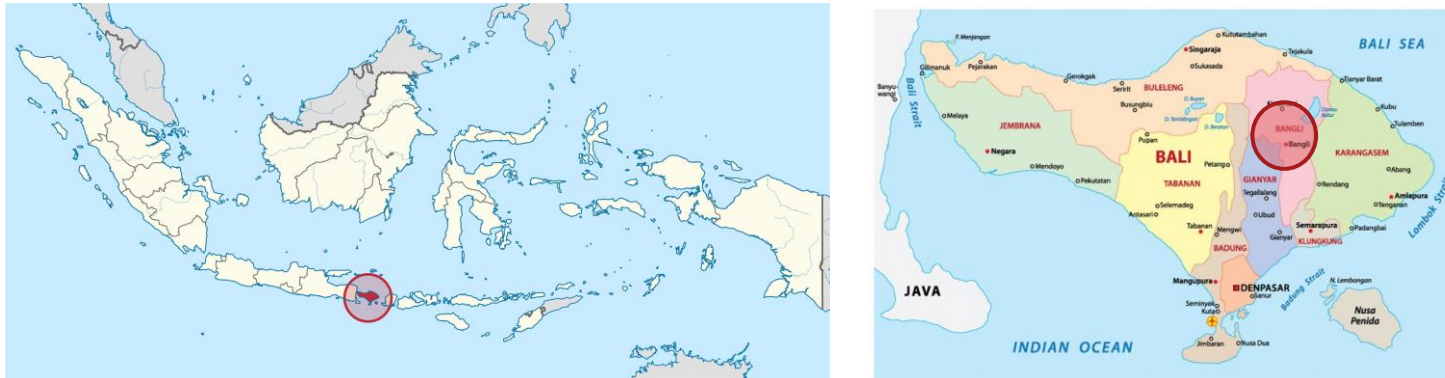 P. Menjangan
Kututambahan
BALI SEA
Singaraja
Tejakula
Gilimanuk
Pejarakan
Sukasada
Tianyar Barat
Banyu
wangi
Bali Strait
Gerokgak
Seririt
BULELENG
Busungbiu
D. Buyan
D. Tamblingan
D. Beratan
Danau
Batur
Kubu
Tulamben
Melaya
JEMBRANA
BANGLI
Bangli
Pupan
BALI
KARANGASEM
Negara
Mendoyo
Petang
Abang
TABANAN
GIANYAR
Rendang
Pekutatan
Tegallalang
Amlapura
Selemadeg
Tenganan
Antasari
Ubud
Semarapura
Padangbai
Tabanan
Mengwi
Gianyar
KLUNGKUNG
BADUNG
Lombok Strait
JAVA
Mangupura
DENPASAR
Sanur
Badung Strait
N. Lembongan
Seminyak
Kuta
Nusa
Penida
INDIAN OCEAN
Jimbaran
Nusa Dua